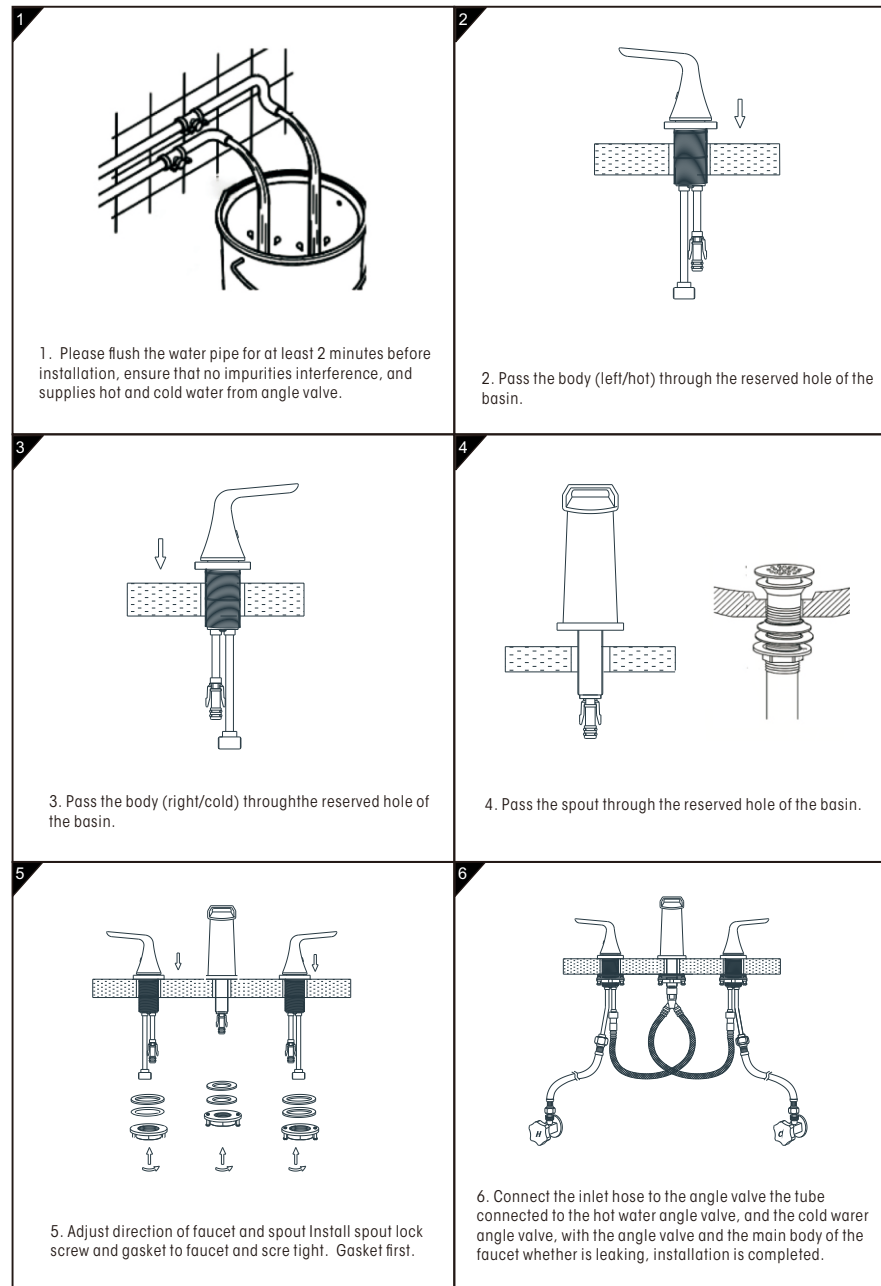 1
1. Please flush the water pipe for at least 2 minutes before
installation, ensure that no impurities interference, and
supplies hot and cold water from angle valve.
2
2. Pass the body (left/hot) through the reserved hole of the
basin.
3
3. Pass the body (right/cold) throughthe reserved hole of
the basin.
4
4. Pass the spout through the reserved hole of the basin.
5
5. Adjust direction of faucet and spout Install spout lock
screw and gasket to faucet and scre tight. Gasket first.
6
H
6. Connect the inlet hose to the angle valve the tube
connected to the hot water angle valve, and the cold warer
angle valve, with the angle valve and the main body of the
faucet whether is leaking, installation is completed.